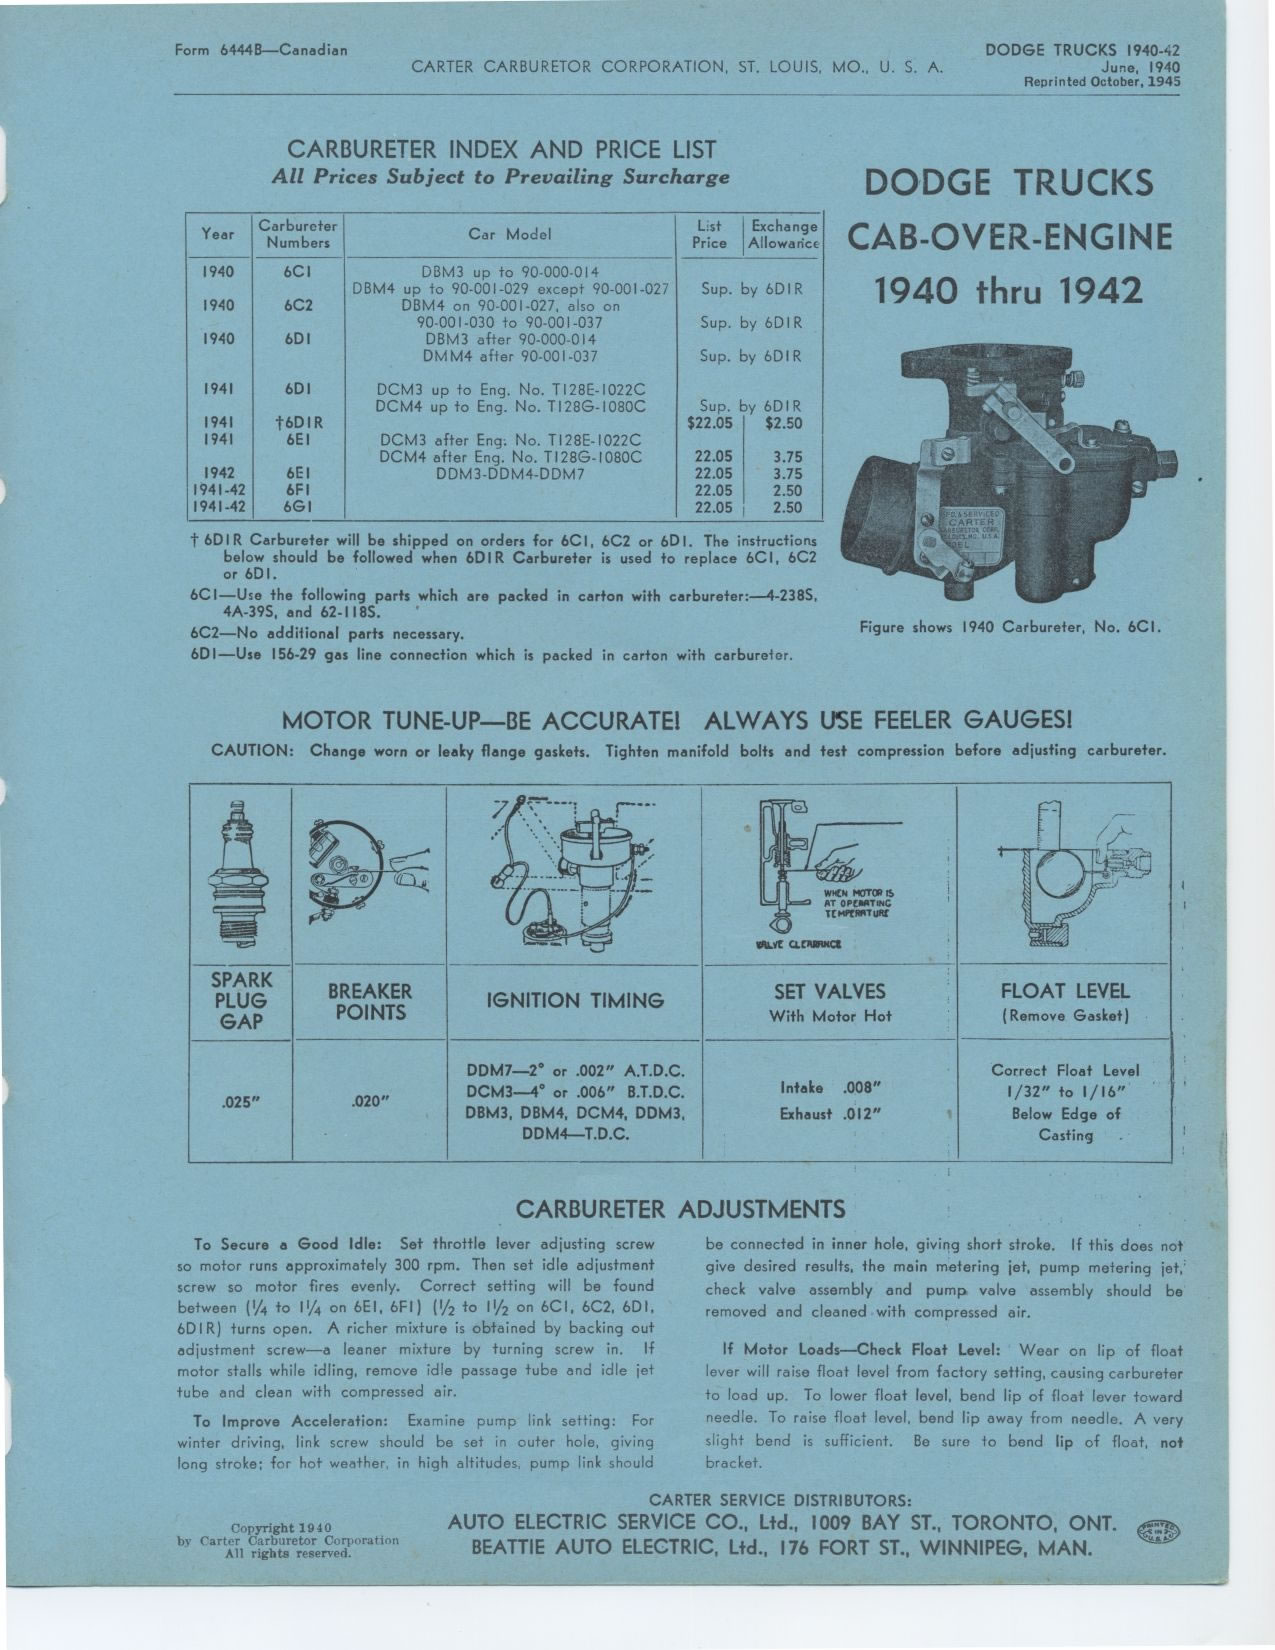 Form 6444B—Canadian
DODGE TRUCKS 1940-42
CARTER CARBURETOR CORPORATION, ST. LOUIS, MO., U. S. A.
June, 1940
Reprinted October, 1945
CARBURETER INDEX AND PRICE LIST
All Prices Subject to Prevailing Surcharge
Year Carbureter Numbers Car Model List Price Exchange Allowance
1940 6C1 DBM3 up to 90-000-014
DBM4 up to 90-001-029 except 90-001-027 Sup. by 6D1R
1940 6C2 DBM4 on 90-001-027, also on
90-001-030 to 90-001-037 Sup. by 6D1R
1940 6D1 DBM3 after 90-000-014
DMM4 after 90-001-037 Sup. by 6D1R
1941 6D1 DCM3 up to Eng. No. T128E-1022C
DCM4 up to Eng. No. T128G-1080C Sup. by 6D1R
1941 †6D1R $22.05 $2.50
1941 6E1 DCM3 after Eng. No. T128E-1022C
DCM4 after Eng. No. T128G-1080C 22.05 3.75
1942 6E1 DDM3-DDM4-DDM7 22.05 3.75
1941-42 6F1 22.05 2.50
1941-42 6G1 22.05 2.50
† 6D1R Carbureter will be shipped on orders for 6C1, 6C2 or 6D1. The instructions
below should be followed when 6D1R Carbureter is used to replace 6C1, 6C2
or 6D1.
6C1—Use the following parts which are packed in carton with carbureter:—4-238S,
4A-39S, and 62-118S.
6C2—No additional parts necessary.
6D1—Use 156-29 gas line connection which is packed in carton with carbureter.
DODGE TRUCKS
CAB-OVER-ENGINE
1940 thru 1942
CARTER
Figure shows 1940 Carbureter, No. 6C1.
MOTOR TUNE-UP—BE ACCURATE! ALWAYS USE FEELER GAUGES!
CAUTION: Change worn or leaky flange gaskets. Tighten manifold bolts and test compression before adjusting carbureter.
WHEN MOTOR IS
AT OPERATING
TEMPERATURE
VALVE CLEARANCE
SPARK
PLUG
GAP
BREAKER
POINTS
IGNITION TIMING
SET VALVES
With Motor Hot
FLOAT LEVEL
(Remove Gasket)
.025"
.020"
DDM7—2° or .002" A.T.D.C.
DCM3—4° or .006" B.T.D.C.
DBM3, DBM4, DCM4, DDM3,
DDM4—T.D.C.
Intake .008"
Exhaust .012"
Correct Float Level
1/32" to 1/16"
Below Edge of
Casting
CARBURETER ADJUSTMENTS
To Secure a Good Idle: Set throttle lever adjusting screw
so motor runs approximately 300 rpm. Then set idle adjustment
screw so motor fires evenly. Correct setting will be found
between (¼ to 1¼ on 6E1, 6F1) (½ to 1½ on 6C1, 6C2, 6D1,
6D1R) turns open. A richer mixture is obtained by backing out
adjustment screw—a leaner mixture by turning screw in. If
motor stalls while idling, remove idle passage tube and idle jet
tube and clean with compressed air.
To Improve Acceleration: Examine pump link setting: For
winter driving, link screw should be set in outer hole, giving
long stroke; for hot weather, in high altitudes, pump link should
be connected in inner hole, giving short stroke. If this does not
give desired results, the main metering jet, pump metering jet,
check valve assembly and pump valve assembly should be
removed and cleaned with compressed air.
If Motor Loads—Check Float Level: Wear on lip of float
lever will raise float level from factory setting, causing carbureter
to load up. To lower float level, bend lip of float lever toward
needle. To raise float level, bend lip away from needle. A very
slight bend is sufficient. Be sure to bend lip of float, not
bracket.
Copyright 1940
by Carter Carburetor Corporation
All rights reserved.
CARTER SERVICE DISTRIBUTORS:
AUTO ELECTRIC SERVICE CO., Ltd., 1009 BAY ST., TORONTO, ONT.
BEATTIE AUTO ELECTRIC, Ltd., 176 FORT ST., WINNIPEG, MAN.
PRINTED
IN